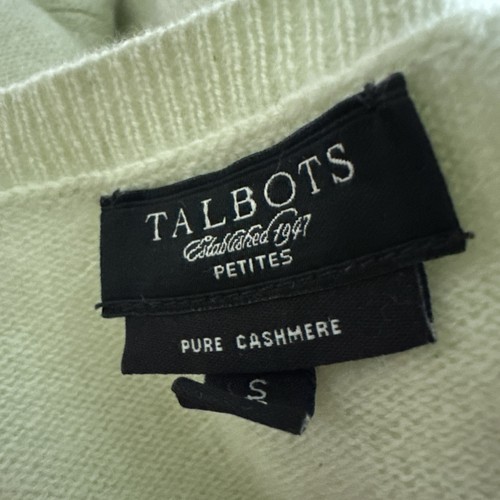 TALBOTS
Established 1947
PETITES
PURE CASHMERE
S